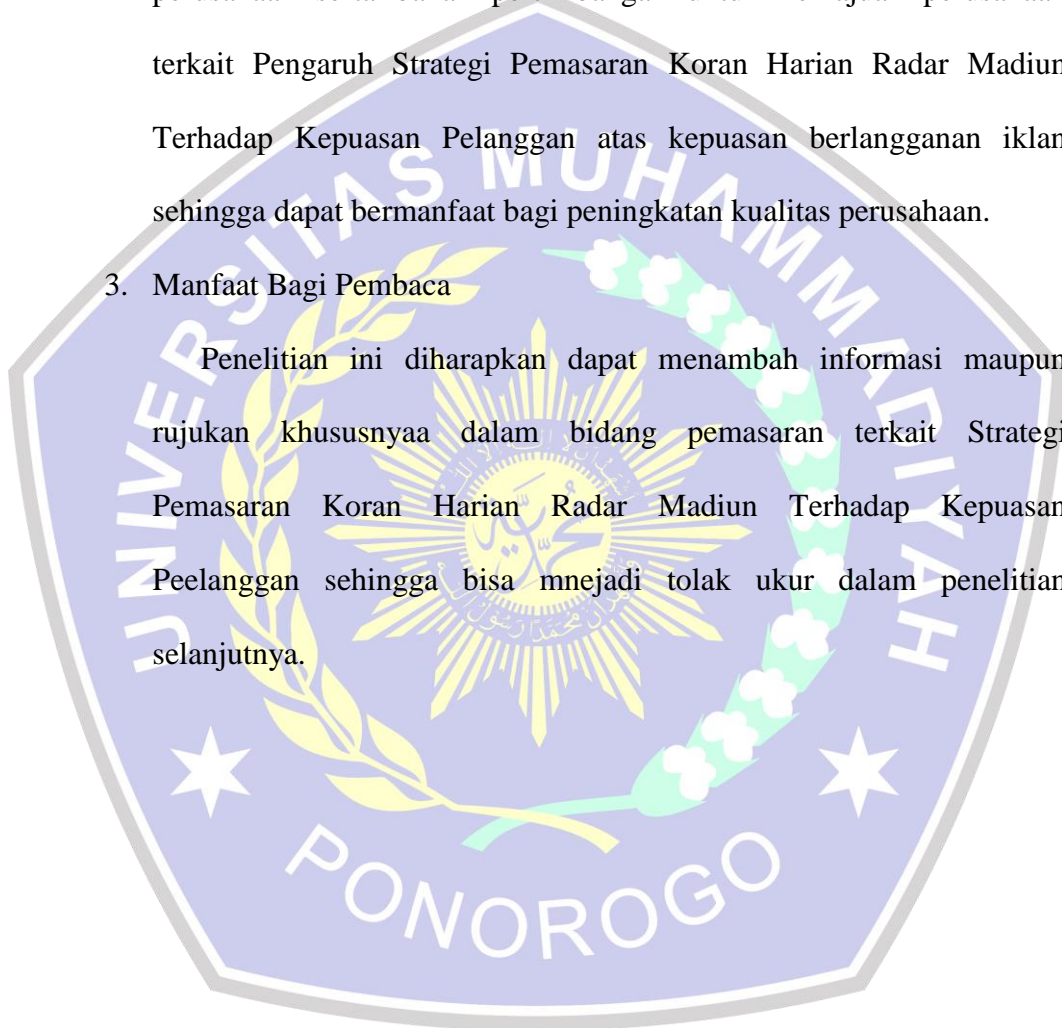 terkait Pengaruh Strategi Pemasaran Koran Harian Radar Madiun
Terhadap Kepuasan Pelanggan atas kepuasan berlangganan iklan
sehingga dapat bermanfaat bagi peningkatan kualitas perusahaan.
3. Manfaat Bagi Pembaca
Penelitian ini diharapkan dapat menambah informasi maupun
rujukan khususnyaa dalam bidang pemasaran terkait Strategi
Pemasaran Koran Harian Radar Madiun Terhadap Kepuasan
Peelanggan sehingga bisa mnejadi tolak ukur dalam penelitian
selanjutnya.
UNIVERSITAS MUHAMMADIYAH
PONOROGO